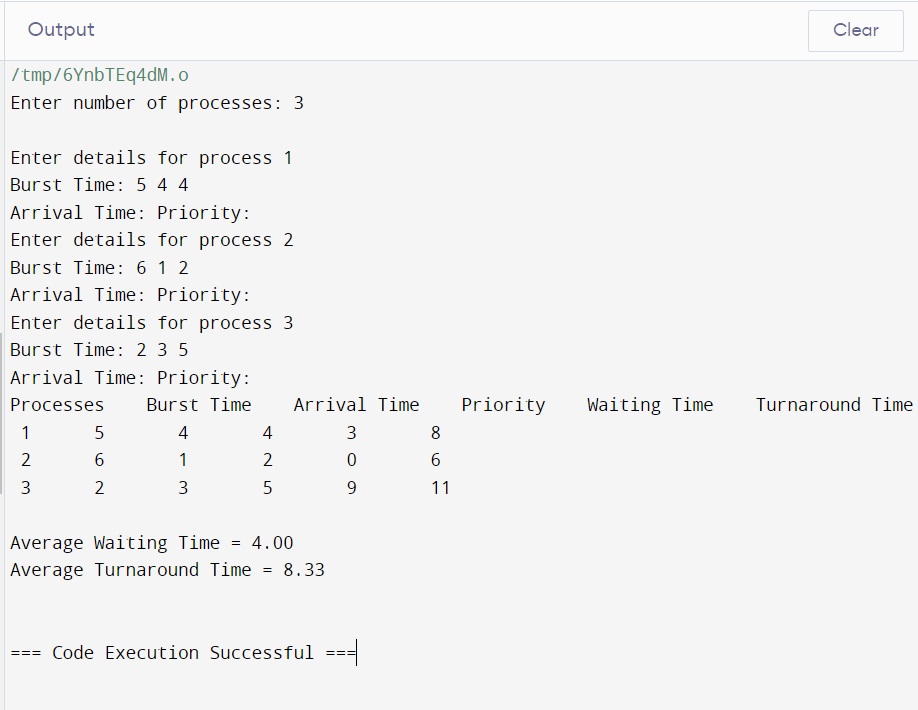 Output
Clear
/tmp/6YnbTEq4dM.o
Enter number of processes: 3
Enter details for process 1
Burst Time: 5 4 4
Arrival Time: Priority:
Enter details for process 2
Burst Time: 6 1 2
Arrival Time: Priority:
Enter details for process 3
Burst Time: 2 3 5
Arrival Time: Priority:
Processes    Burst Time    Arrival Time    Priority    Waiting Time    Turnaround Time
1      5       4       4       3       8
2      6       1       2       0       6
3      2       3       5       9       11
Average Waiting Time = 4.00
Average Turnaround Time = 8.33
=== Code Execution Successful ===